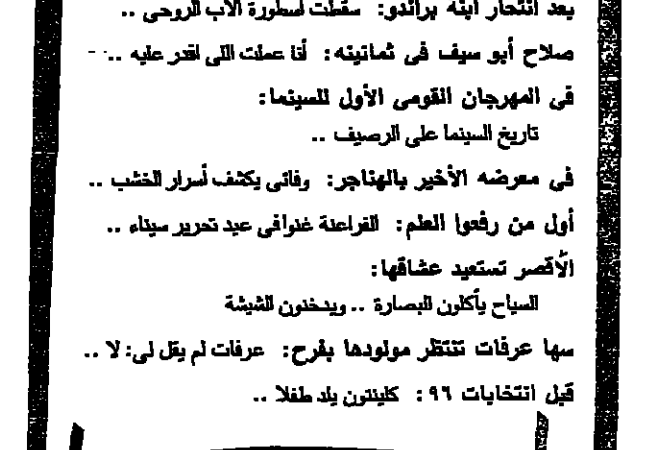 بعد انتحار ابنة براندو: سقطت أسطورة الأب الروحى ..
صلاح أبو سيف فى ثمانينه: أنا عملت اللى اقدر عليه ..
فى المهرجان القومى الأول للسينما:
تاريخ السينما على الرصيف ..
فى معرضه الأخير بالهناجر: وفائى يكشف أسرار الخشب ..
أول من رفعوا العلم: الفراعنة غنوا فى عيد تحرير سيناء ..
الأقصر تستعيد عشاقها:
السياح يأكلون البصارة .. ويدخنون الشيشة
سها عرفات تنتظر مولودها بفرح: عرفات لم يقل لى: لا ..
قبل انتخابات ٩٦: كلينتون يلد طفلا ..